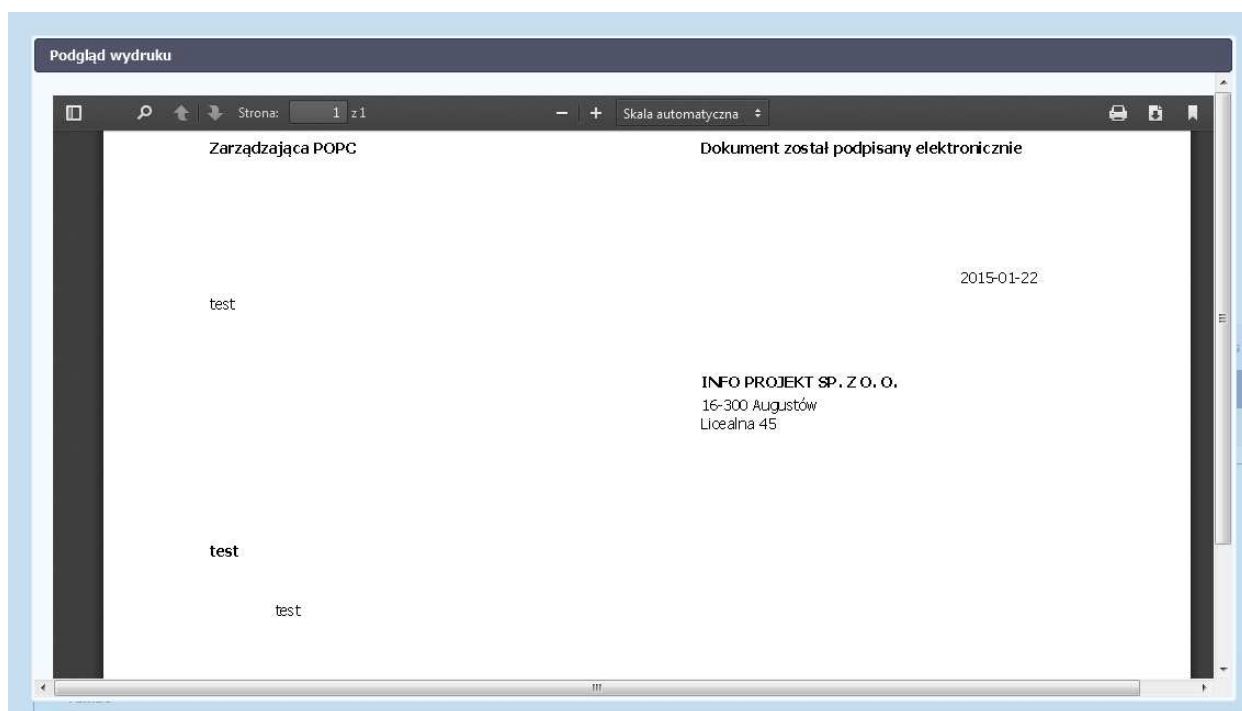 Podgląd wydruku
Strona: 1 z 1 Skala automatyczna
Zarządzająca POPC Dokument został podpisany elektronicznie
2015-01-22
test
INFO PROJEKT SP. Z O. O.
16-300 Augustów
Licealna 45
test
test